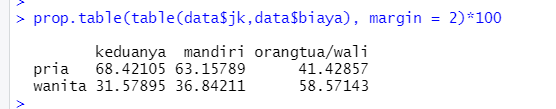 >
> prop.table(table(data$jk,data$biaya), margin = 2)*100
keduanya mandiri orangtua/wali
pria 68.42105 63.15789 41.42857
wanita 31.57895 36.84211 58.57143
>